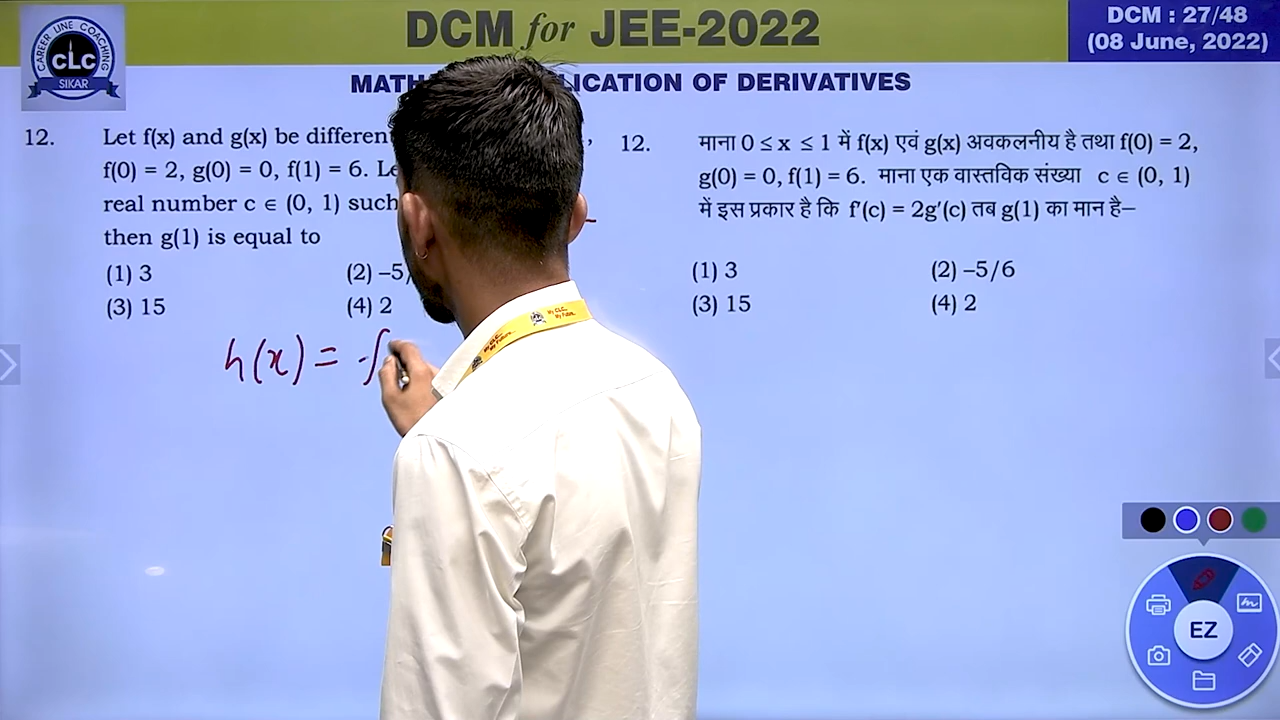 DCM for JEE-2022
DCM : 27/48
(08 June, 2022)
CAREER LINE COACHING
CLC
SIKAR
LICATION OF DERIVATIVES
12.
Let f(x) and g(x) be
f(0) = 2, g(0) = 0, f(1) = 6.
real number c ∈ (0, 1) such
then g(1) is equal to
(1) 3
(2) –5/
(3) 15
(4) 2
h(x) =
12.
माना 0 ≤ x ≤ 1 में f(x) एवं g(x) अवकलनीय है तथा f(0) = 2,
g(0) = 0, f(1) = 6. माना एक वास्तविक संख्या c ∈ (0, 1)
में इस प्रकार है कि f'(c) = 2g'(c) तब g(1) का मान है–
(1) 3
(2) –5/6
(3) 15
(4) 2
EZ